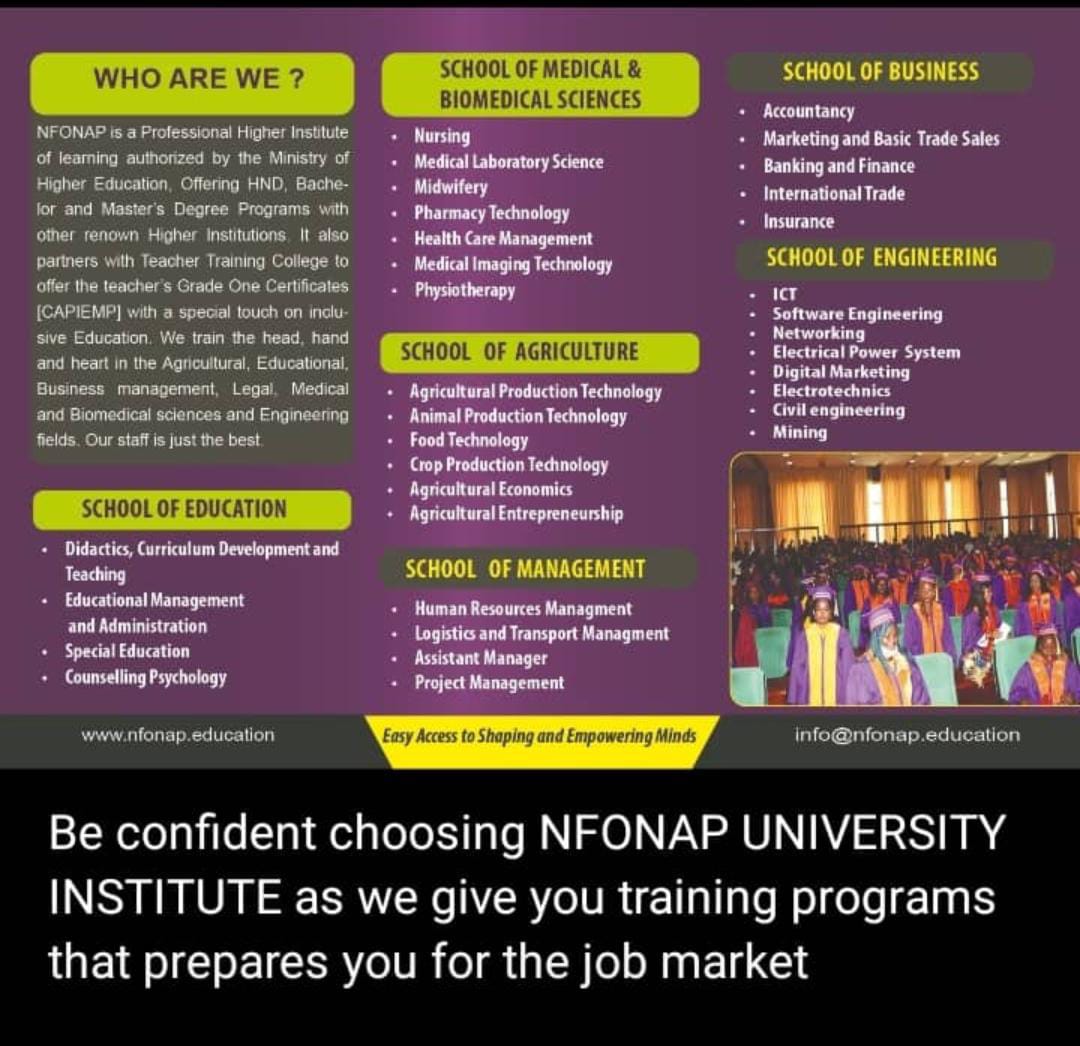 WHO ARE WE ?
NFONAP is a Professional Higher Institute
of learning authorized by the Ministry of
Higher Education, Offering HND, Bache-
lor and Master's Degree Programs with
other renown Higher Institutions. It also
partners with Teacher Training College to
offer the teacher's Grade One Certificates
[CAPIEMP] with a special touch on inclu-
sive Education. We train the head, hand
and heart in the Agricultural, Educational,
Business management, Legal, Medical
and Biomedical sciences and Engineering
fields. Our staff is just the best.
SCHOOL OF EDUCATION
• Didactics, Curriculum Development and
Teaching
• Educational Management
and Administration
• Special Education
• Counselling Psychology
SCHOOL OF MEDICAL &
BIOMEDICAL SCIENCES
• Nursing
• Medical Laboratory Science
• Midwifery
• Pharmacy Technology
• Health Care Management
• Medical Imaging Technology
• Physiotherapy
SCHOOL OF AGRICULTURE
• Agricultural Production Technology
• Animal Production Technology
• Food Technology
• Crop Production Technology
• Agricultural Economics
• Agricultural Entrepreneurship
SCHOOL OF MANAGEMENT
• Human Resources Managment
• Logistics and Transport Managment
• Assistant Manager
• Project Management
SCHOOL OF BUSINESS
• Accountancy
• Marketing and Basic Trade Sales
• Banking and Finance
• International Trade
• Insurance
SCHOOL OF ENGINEERING
• ICT
• Software Engineering
• Networking
• Electrical Power System
• Digital Marketing
• Electrotechnics
• Civil engineering
• Mining
www.nfonap.education
Easy Access to Shaping and Empowering Minds
info@nfonap.education
Be confident choosing NFONAP UNIVERSITY
INSTITUTE as we give you training programs
that prepares you for the job market